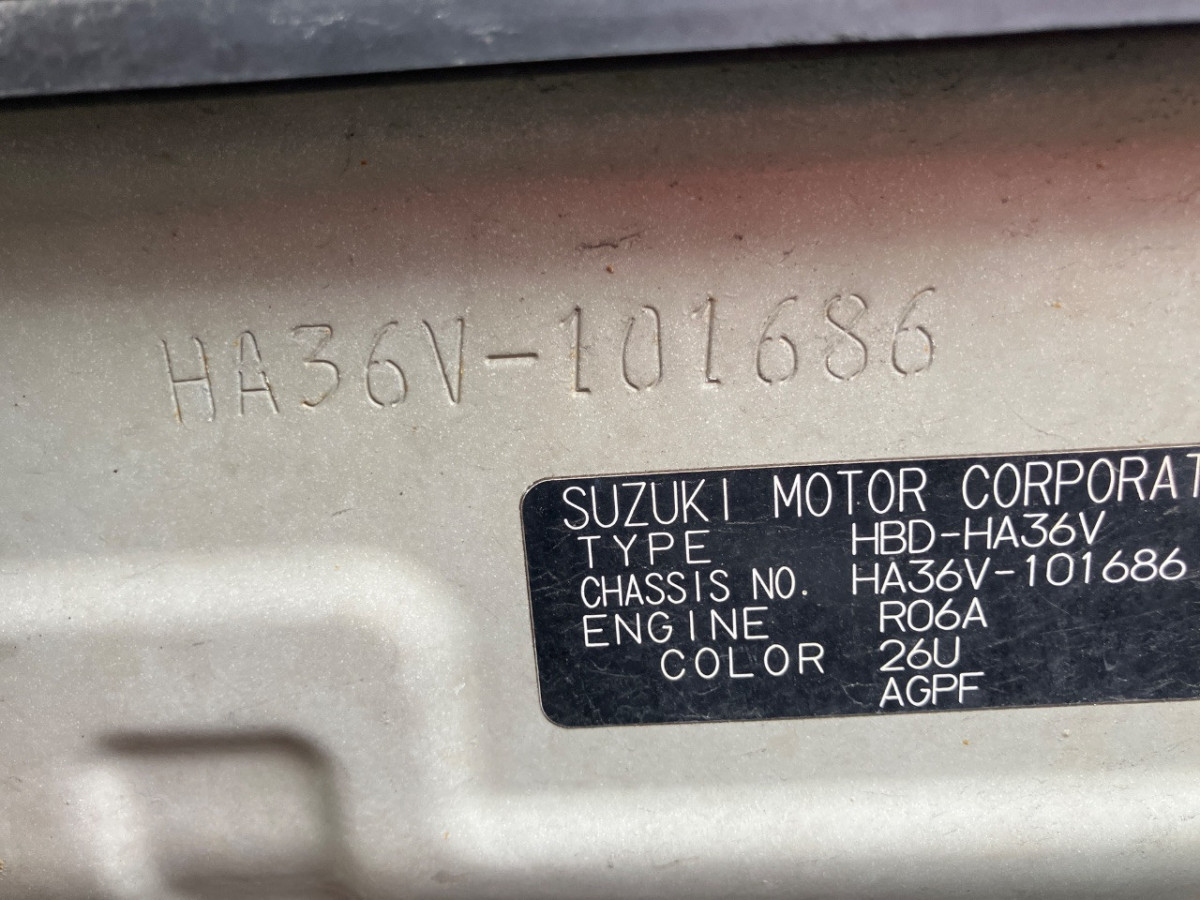 HA36V-101686
SUZUKI MOTOR CORPORAT
TYPE HBD-HA36V
CHASSIS NO. HA36V-101686
ENGINE R06A
COLOR 26U
AGPF